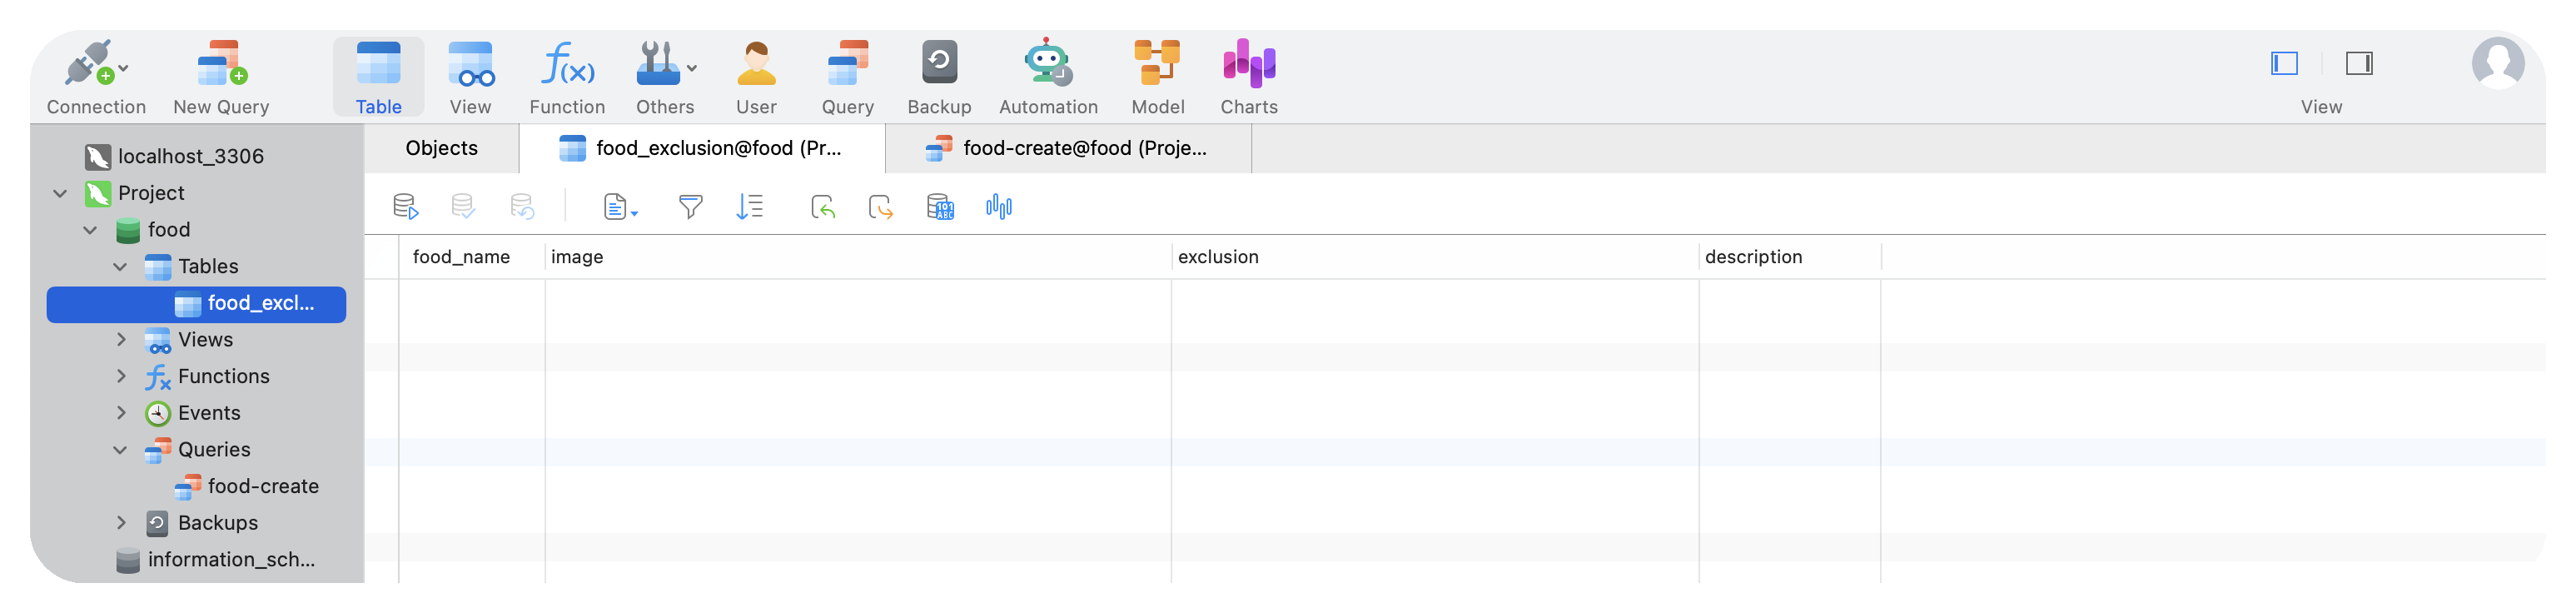 Connection New Query Table View Function Others User Query Backup Automation Model Charts View
localhost_3306
Project
food
Tables
food_excl...
Views
Functions
Events
Queries
food-create
Backups
information_sch...
Objects food_exclusion@food (Pr... food-create@food (Proje...
food_name image exclusion description